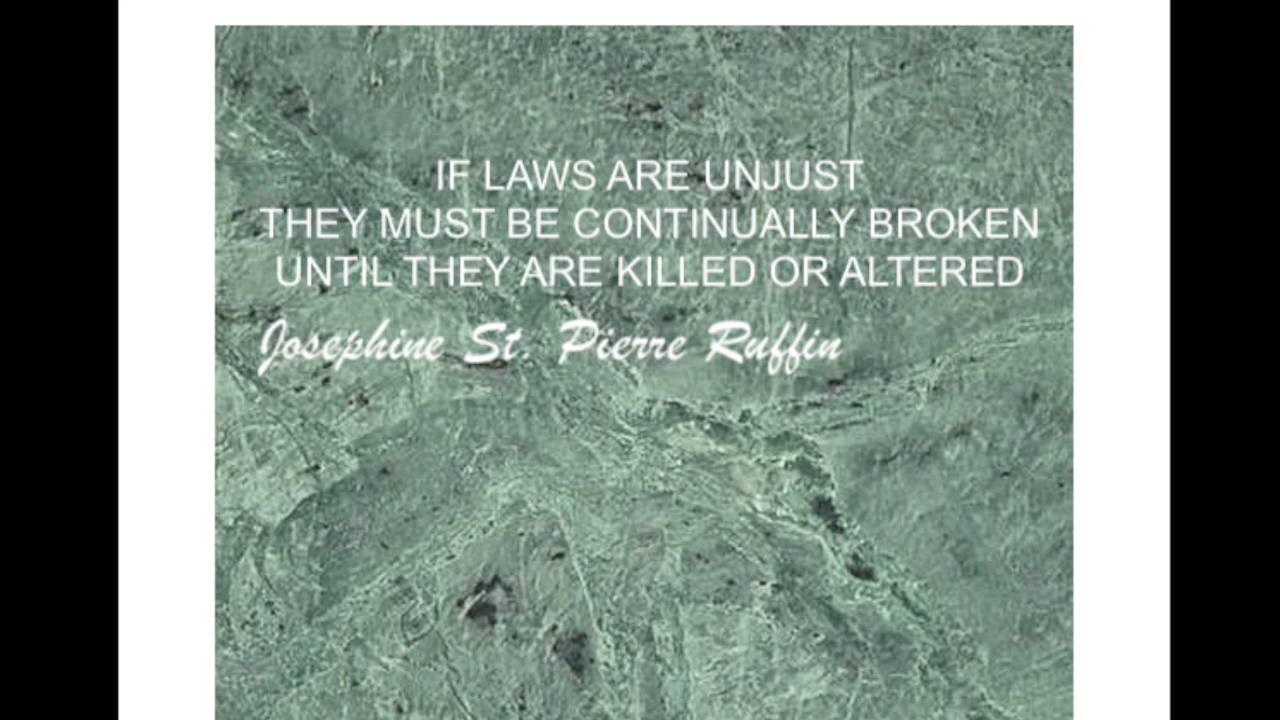 IF LAWS ARE UNJUST
THEY MUST BE CONTINUALLY BROKEN
UNTIL THEY ARE KILLED OR ALTERED
Josephine St. Pierre Ruffin